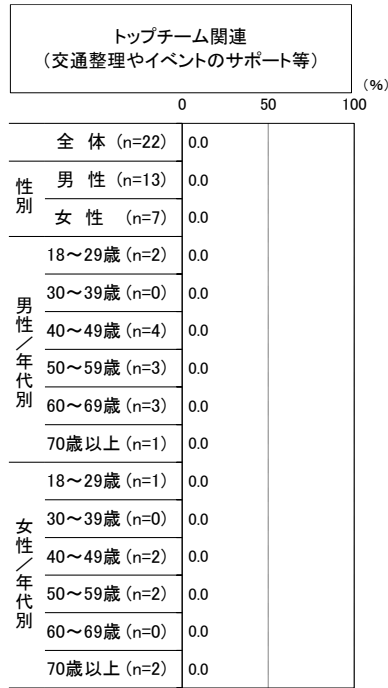 トップチーム関連
(交通整理やイベントのサポート等)
(%)
0 50 100
全 体 (n=22) 0.0
性別
男 性 (n=13) 0.0
女 性 (n=7) 0.0
男性/年代別
18~29歳 (n=2) 0.0
30~39歳 (n=0) 0.0
40~49歳 (n=4) 0.0
50~59歳 (n=3) 0.0
60~69歳 (n=3) 0.0
70歳以上 (n=1) 0.0
女性/年代別
18~29歳 (n=1) 0.0
30~39歳 (n=0) 0.0
40~49歳 (n=2) 0.0
50~59歳 (n=2) 0.0
60~69歳 (n=0) 0.0
70歳以上 (n=2) 0.0